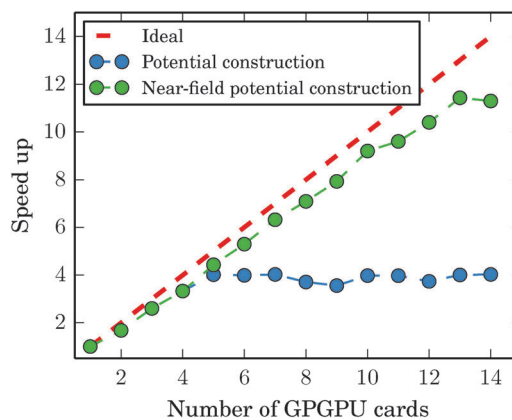 Ideal
Potential construction
Near-field potential construction
14
12
10
8
6
4
2
Speed up
2 4 6 8 10 12 14
Number of GPGPU cards